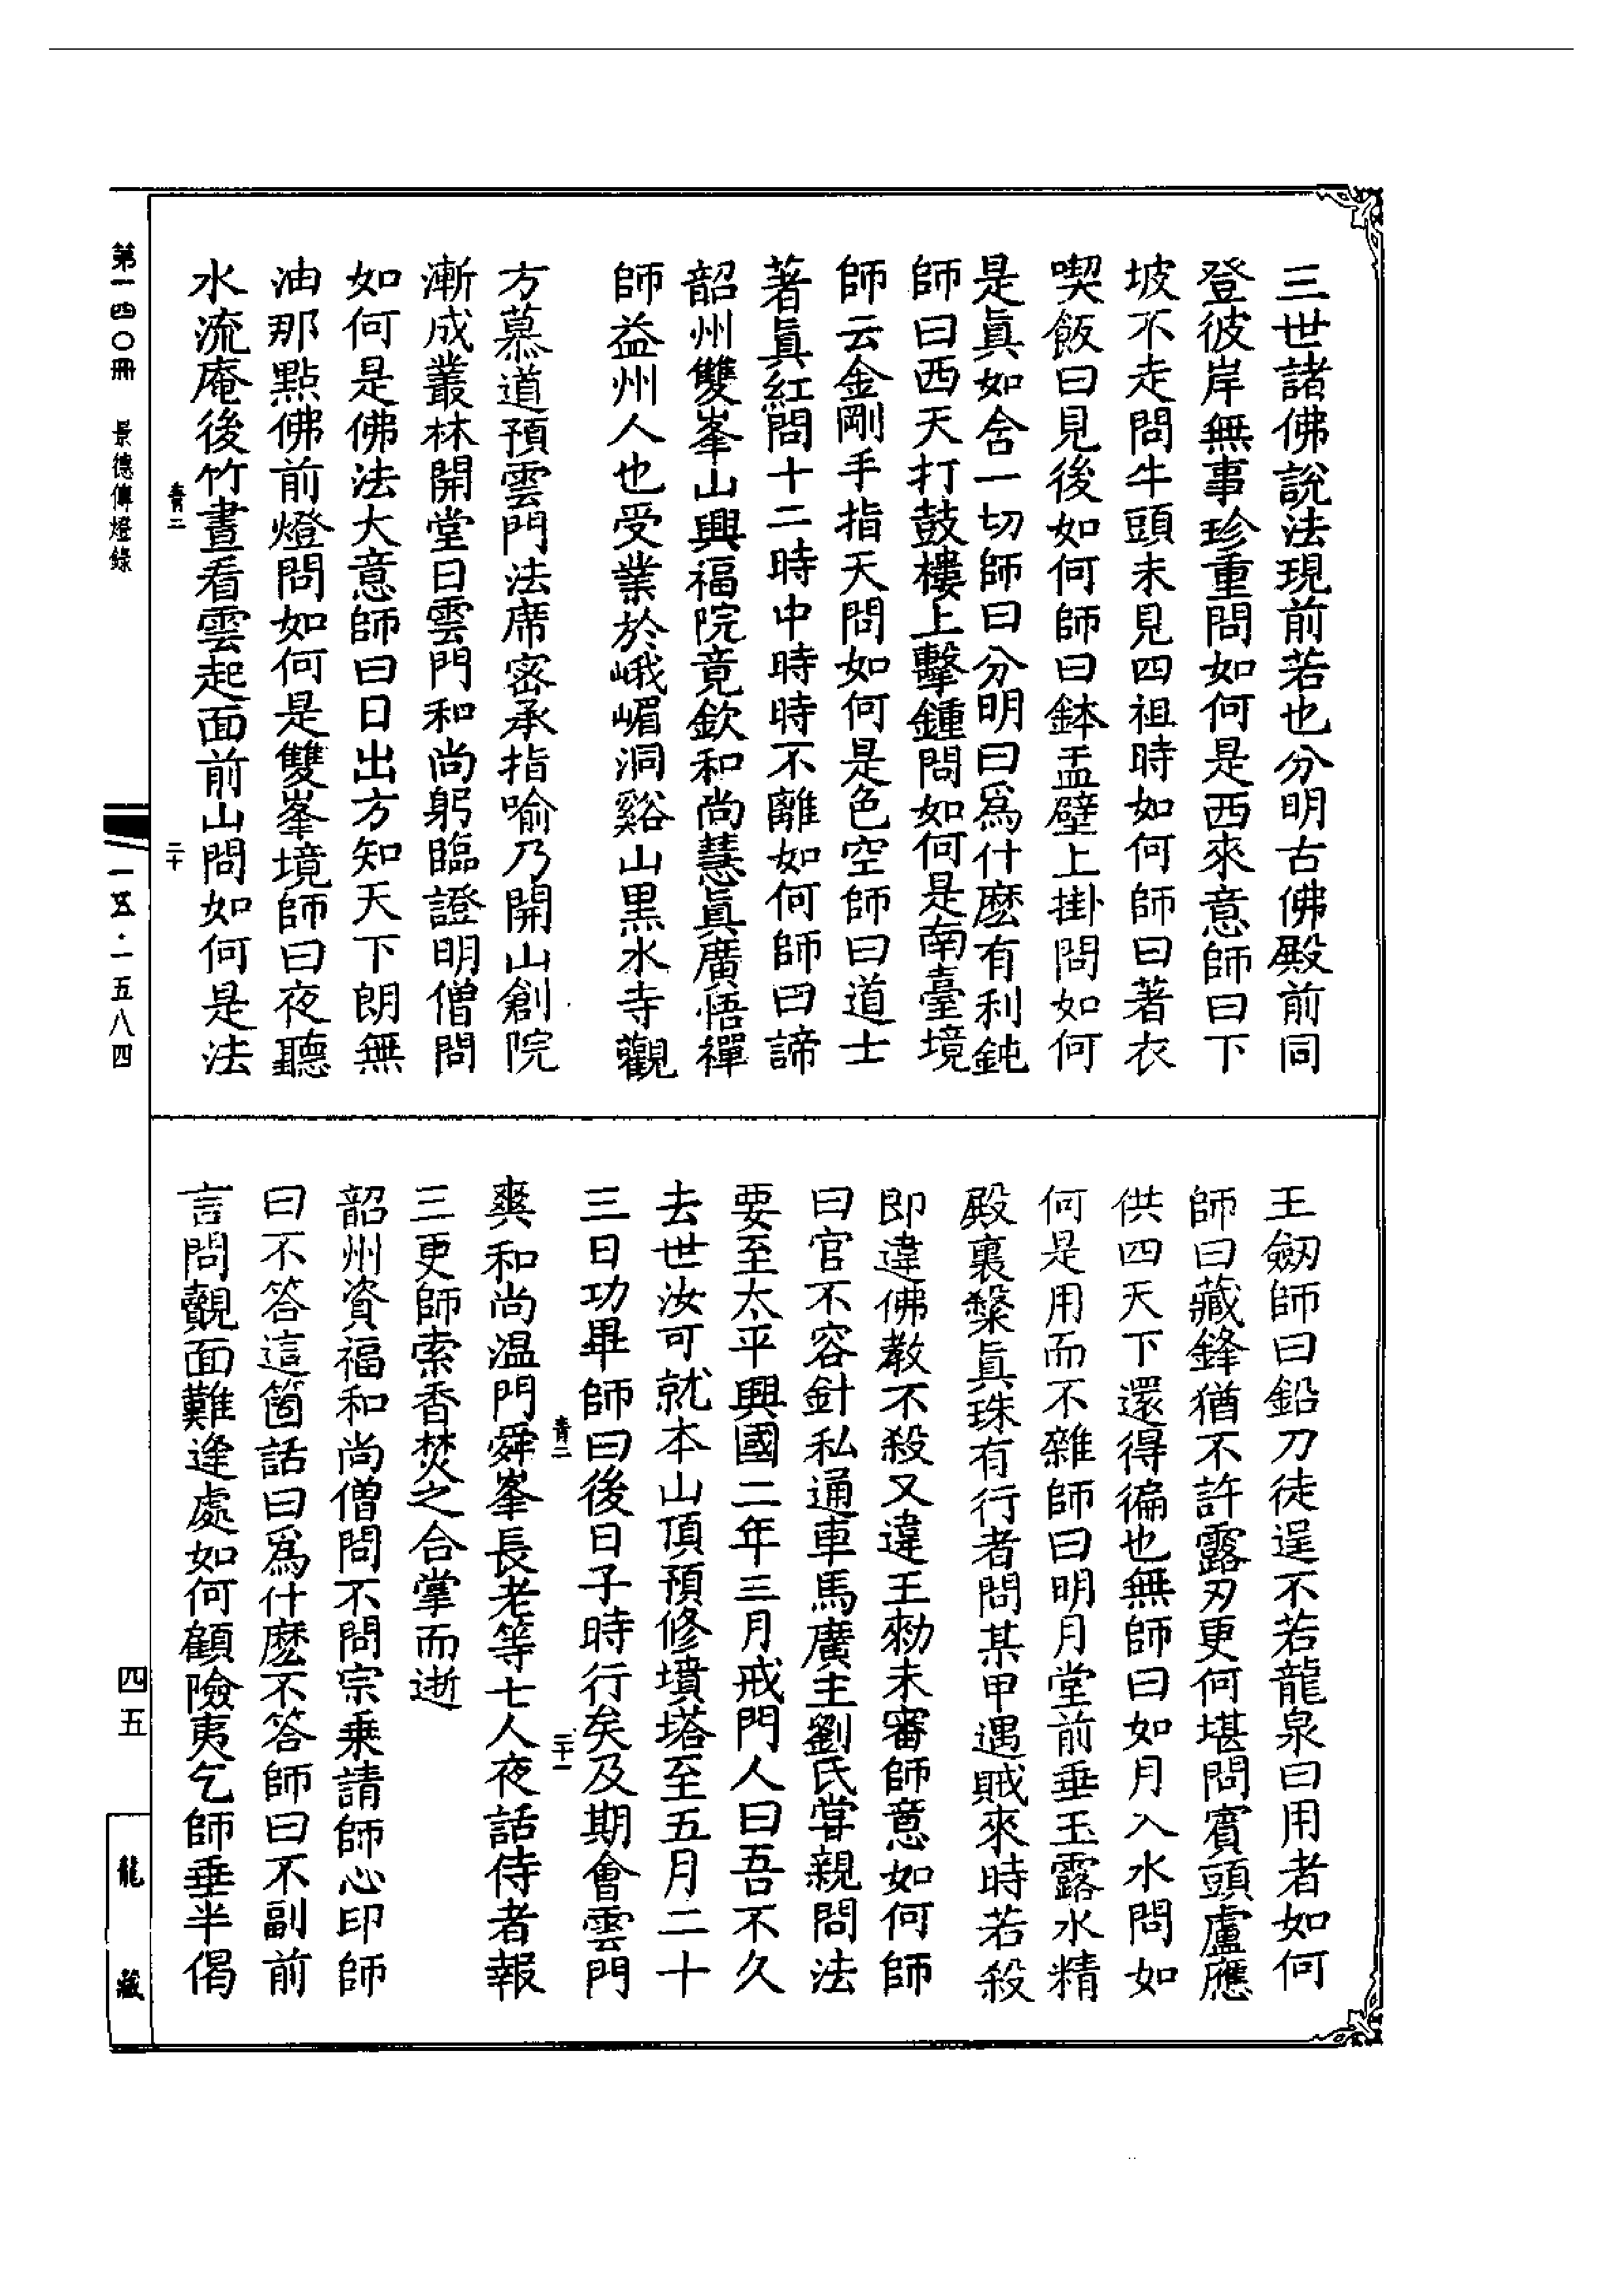 三世諸佛說法現前若也分明古佛殿前同
登彼岸無事珍重問如何是西來意師曰下
坡不走問牛頭未見四祖時如何師曰著衣
喫飯曰見後如何師曰鉢盂壁上掛問如何
是眞如含一切師曰分明曰爲什麽有利鈍
師曰西天打鼓樓上擊鍾問如何是南臺境
師云金剛手指天問如何是色空師曰道士
著眞紅問十二時中時時不離如何師曰諦
韶州雙峯山興福院竟欽和尚慧眞廣悟禪
師益州人也受業於峨嵋洞谿山黑水寺觀
方慕道預雲門法席密承指喻乃開山創院
漸成叢林開堂日雲門和尚躬臨證明僧問
如何是佛法大意師曰日出方知天下朗無
油那點佛前燈問如何是雙峯境師曰夜聽
水流庵後竹晝看雲起面前山問如何是法
青二 二十
王劒師曰鉛刀徒逞不若龍泉曰用者如何
師曰藏鋒猶不許露刃更何堪問賓頭盧應
供四天下還得徧也無師曰如月入水問如
何是用而不雜師曰明月堂前垂玉露水精
殿裏檠眞珠有行者問某甲遇賊來時若殺
即違佛教不殺又違王勑未審師意如何師
曰官不容針私通車馬廣主劉氏甞親問法
要至太平興國二年三月戒門人曰吾不久
去世汝可就本山頂預修墳塔至五月二十
三日功畢師曰後日子時行矣及期會雲門
青二 二十一
爽和尚温門舜峯長老等七人夜話侍者報
三更師索香焚之合掌而逝
韶州資福和尚僧問不問宗乘請師心印師
曰不答這箇話曰爲什麽不答師曰不副前
言問覿面難逢處如何顧險夷乞師垂半偈
第一四〇冊 景德傳燈錄
一五·一五八四
四五
龍藏